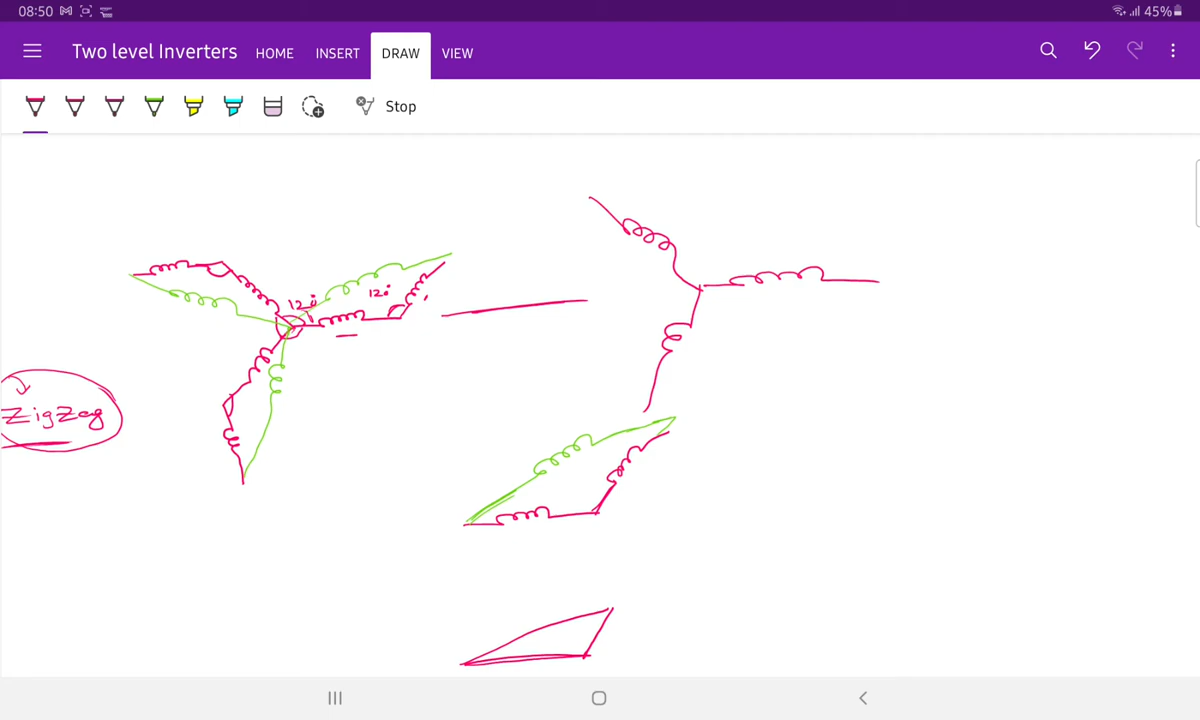 08:50 45%
Two level Inverters HOME INSERT DRAW VIEW
Stop
120 120
ZigZag